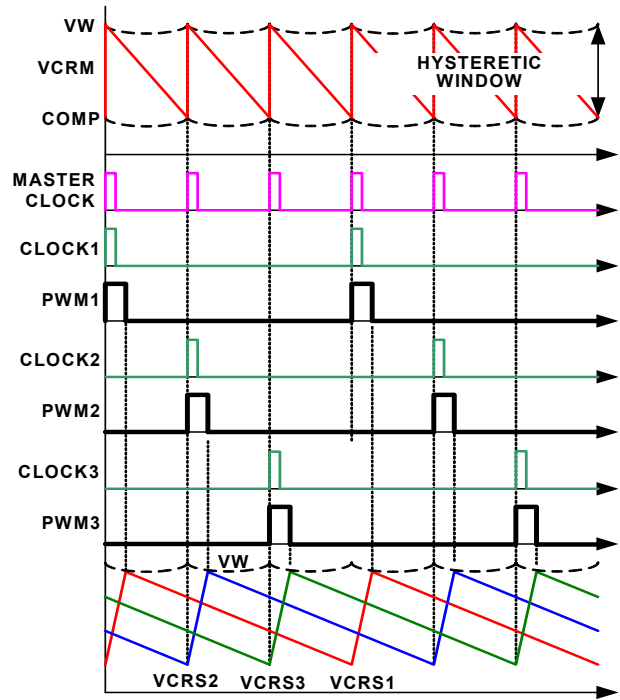 VW
VCRM
HYSTERETIC
WINDOW
COMP
MASTER
CLOCK
CLOCK1
PWM1
CLOCK2
PWM2
CLOCK3
PWM3
VW
VCRS2 VCRS3 VCRS1